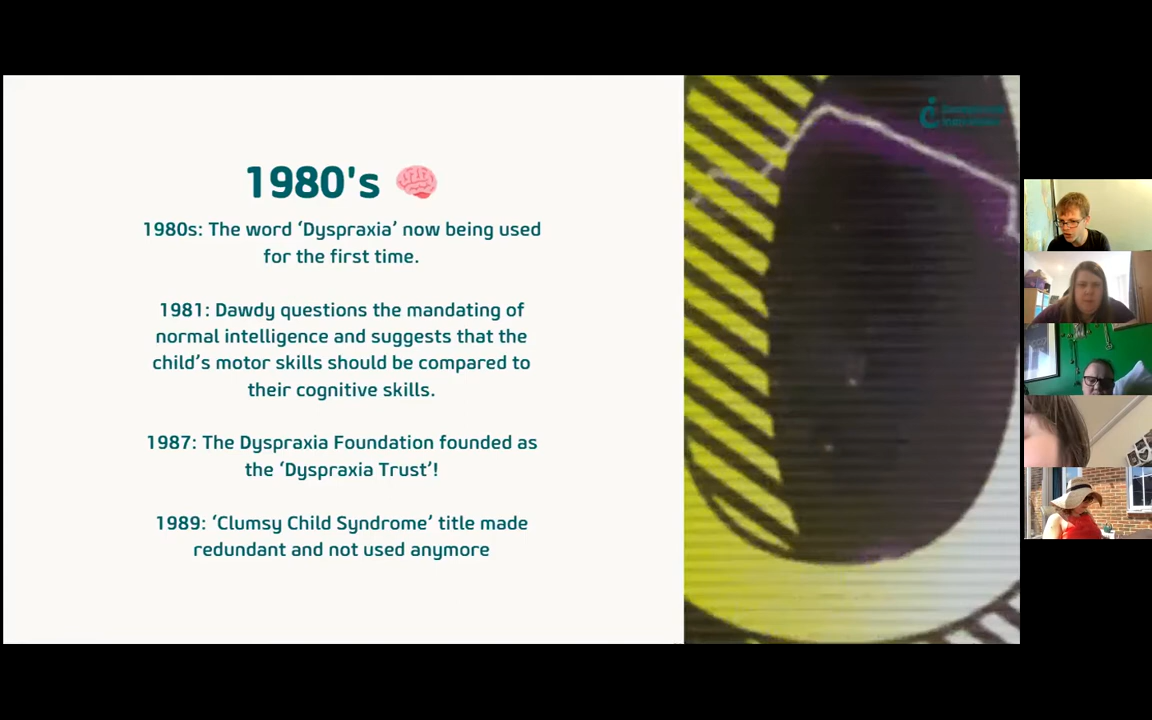 1980's
1980s: The word ‘Dyspraxia’ now being used
for the first time.
1981: Dawdy questions the mandating of
normal intelligence and suggests that the
child’s motor skills should be compared to
their cognitive skills.
1987: The Dyspraxia Foundation founded as
the ‘Dyspraxia Trust’!
1989: ‘Clumsy Child Syndrome’ title made
redundant and not used anymore